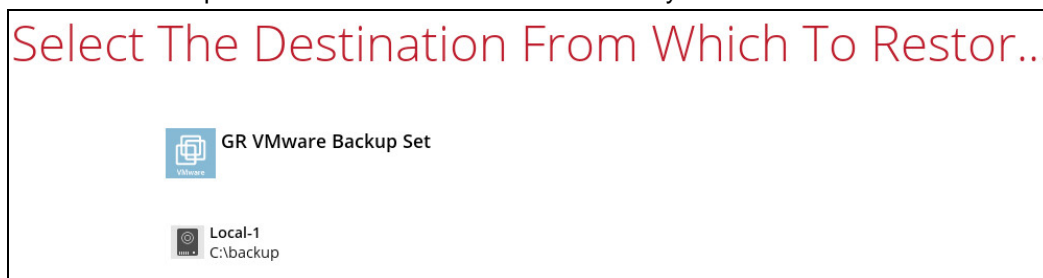 Select The Destination From Which To Restor...
GR VMware Backup Set
VMware
Local-1
C:\backup